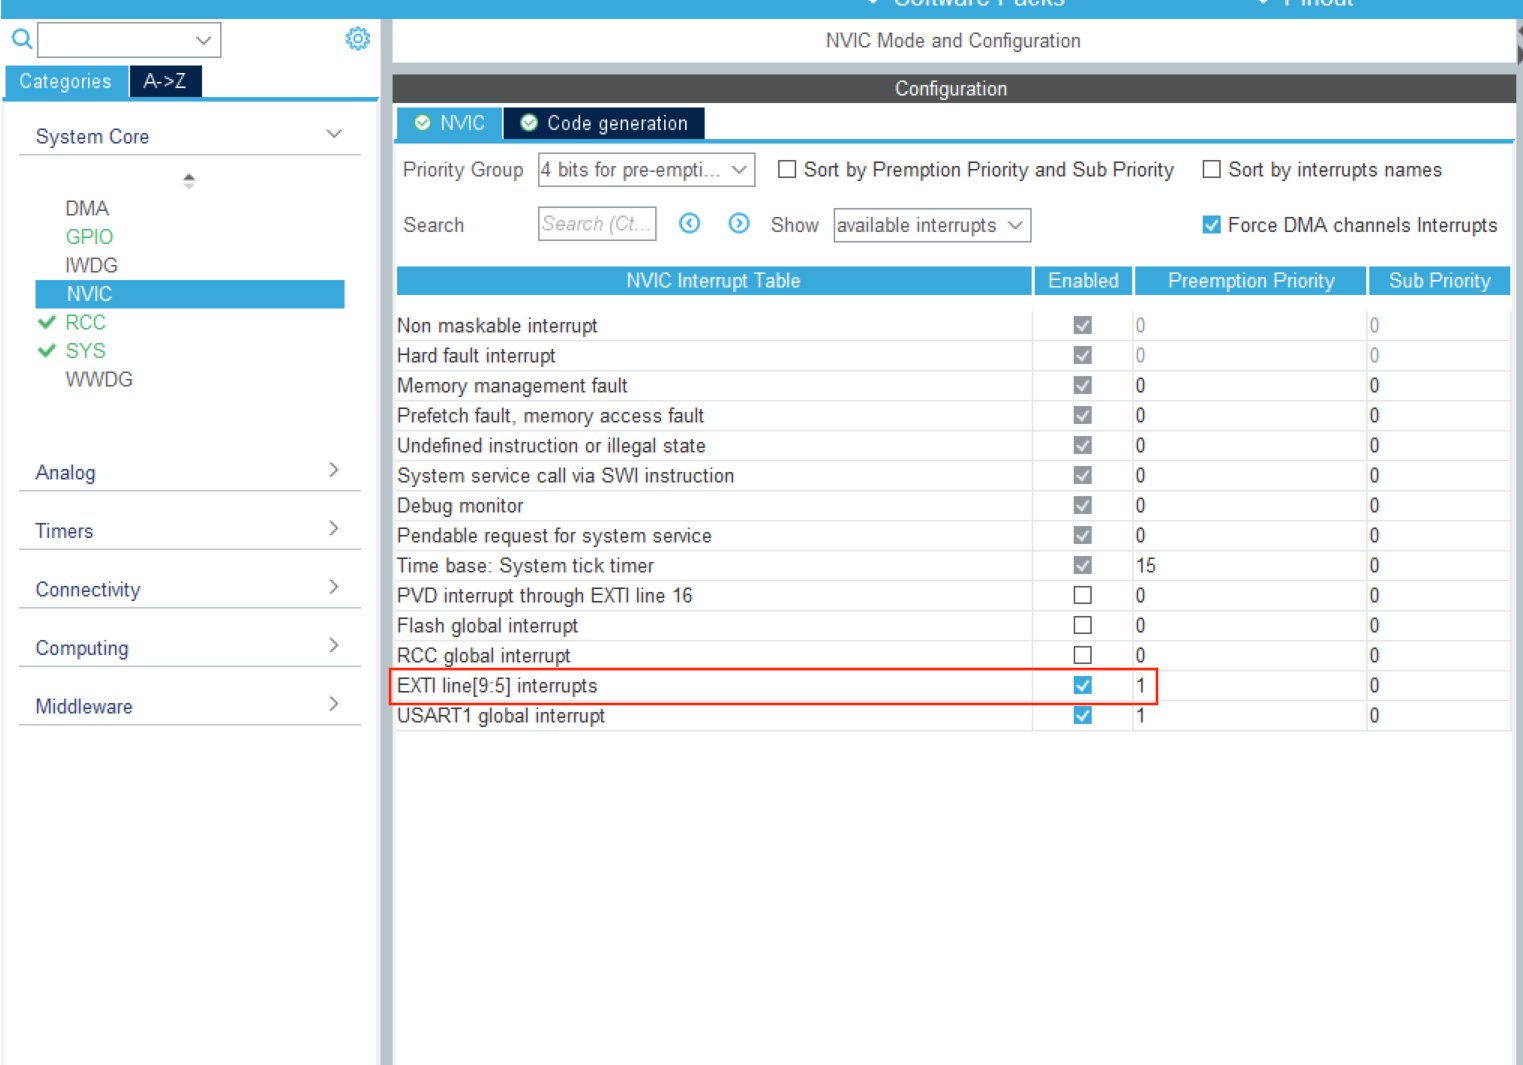 Software Packs
Pinout
NVIC Mode and Configuration
Categories
A->Z
Configuration
NVIC
Code generation
System Core
Priority Group
4 bits for pre-empti...
Sort by Premption Priority and Sub Priority
Sort by interrupts names
DMA
GPIO
IWDG
NVIC
RCC
SYS
WWDG
Search
Search (Ct...
Show
available interrupts
Force DMA channels Interrupts
Analog
Timers
Connectivity
Computing
Middleware
NVIC Interrupt Table Enabled Preemption Priority Sub Priority
Non maskable interrupt 0 0
Hard fault interrupt 0 0
Memory management fault 0 0
Prefetch fault, memory access fault 0 0
Undefined instruction or illegal state 0 0
System service call via SWI instruction 0 0
Debug monitor 0 0
Pendable request for system service 0 0
Time base: System tick timer 15 0
PVD interrupt through EXTI line 16 0 0
Flash global interrupt 0 0
RCC global interrupt 0 0
EXTI line[9:5] interrupts 1 0
USART1 global interrupt 1 0